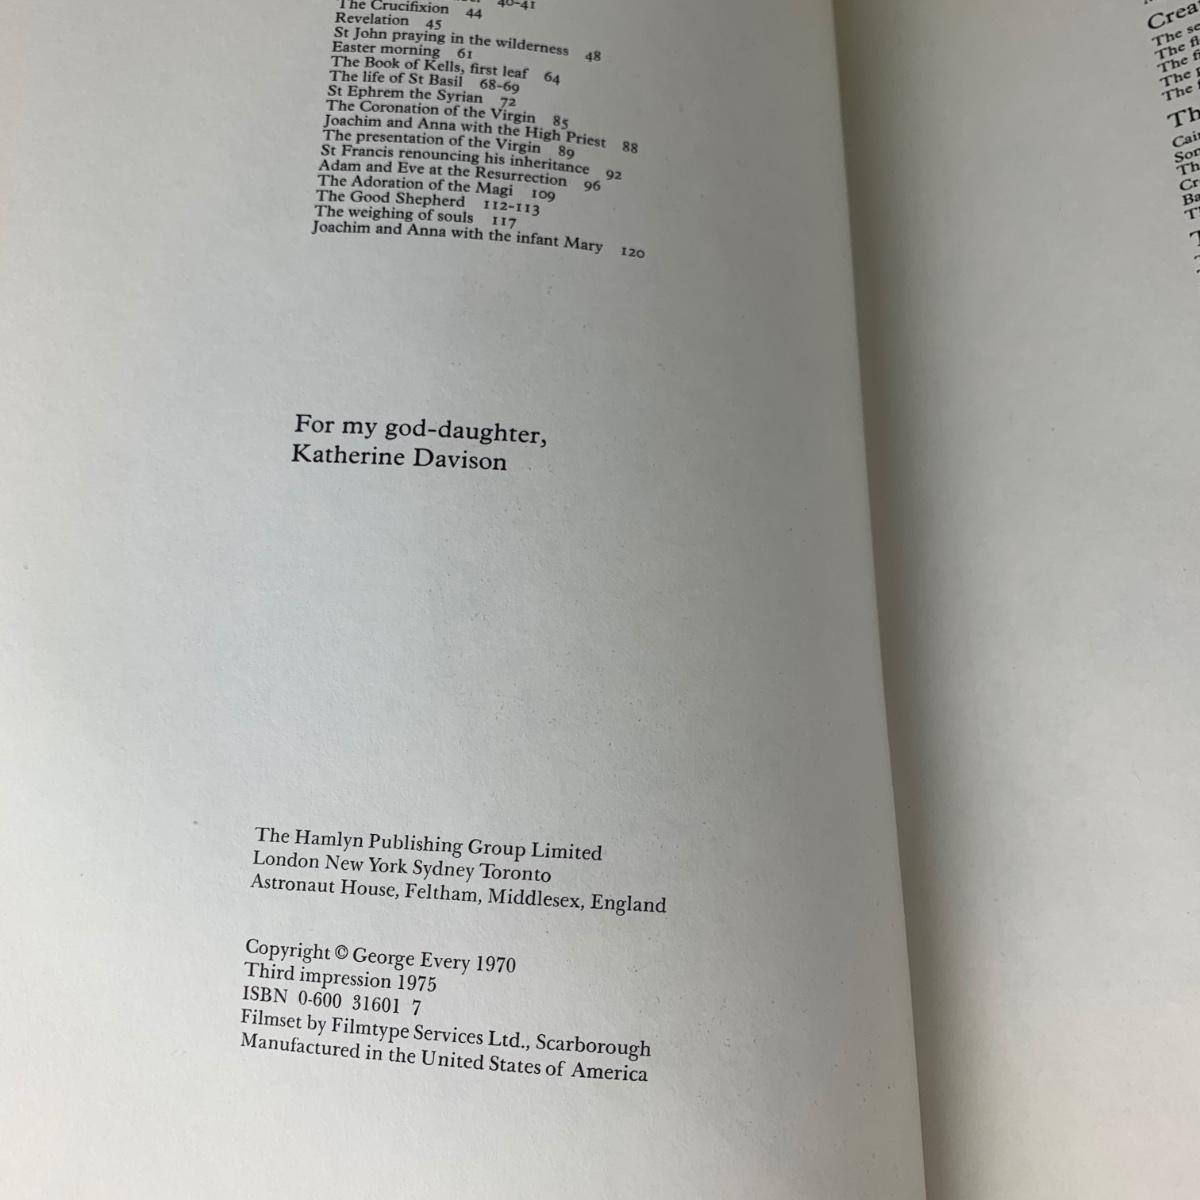 40-41
The Crucifixion 44
Revelation 45
St John praying in the wilderness 48
Easter morning 61
The Book of Kells, first leaf 64
The life of St Basil 68-69
St Ephrem the Syrian 72
The Coronation of the Virgin 85
Joachim and Anna with the High Priest 88
The presentation of the Virgin 89
St Francis renouncing his inheritance 92
Adam and Eve at the Resurrection 96
The Adoration of the Magi 109
The Good Shepherd 112-113
The weighing of souls 117
Joachim and Anna with the infant Mary 120
For my god-daughter,
Katherine Davison
The Hamlyn Publishing Group Limited
London New York Sydney Toronto
Astronaut House, Feltham, Middlesex, England
Copyright © George Every 1970
Third impression 1975
ISBN 0-600 31601 7
Filmset by Filmtype Services Ltd., Scarborough
Manufactured in the United States of America
The
The
The
The
The